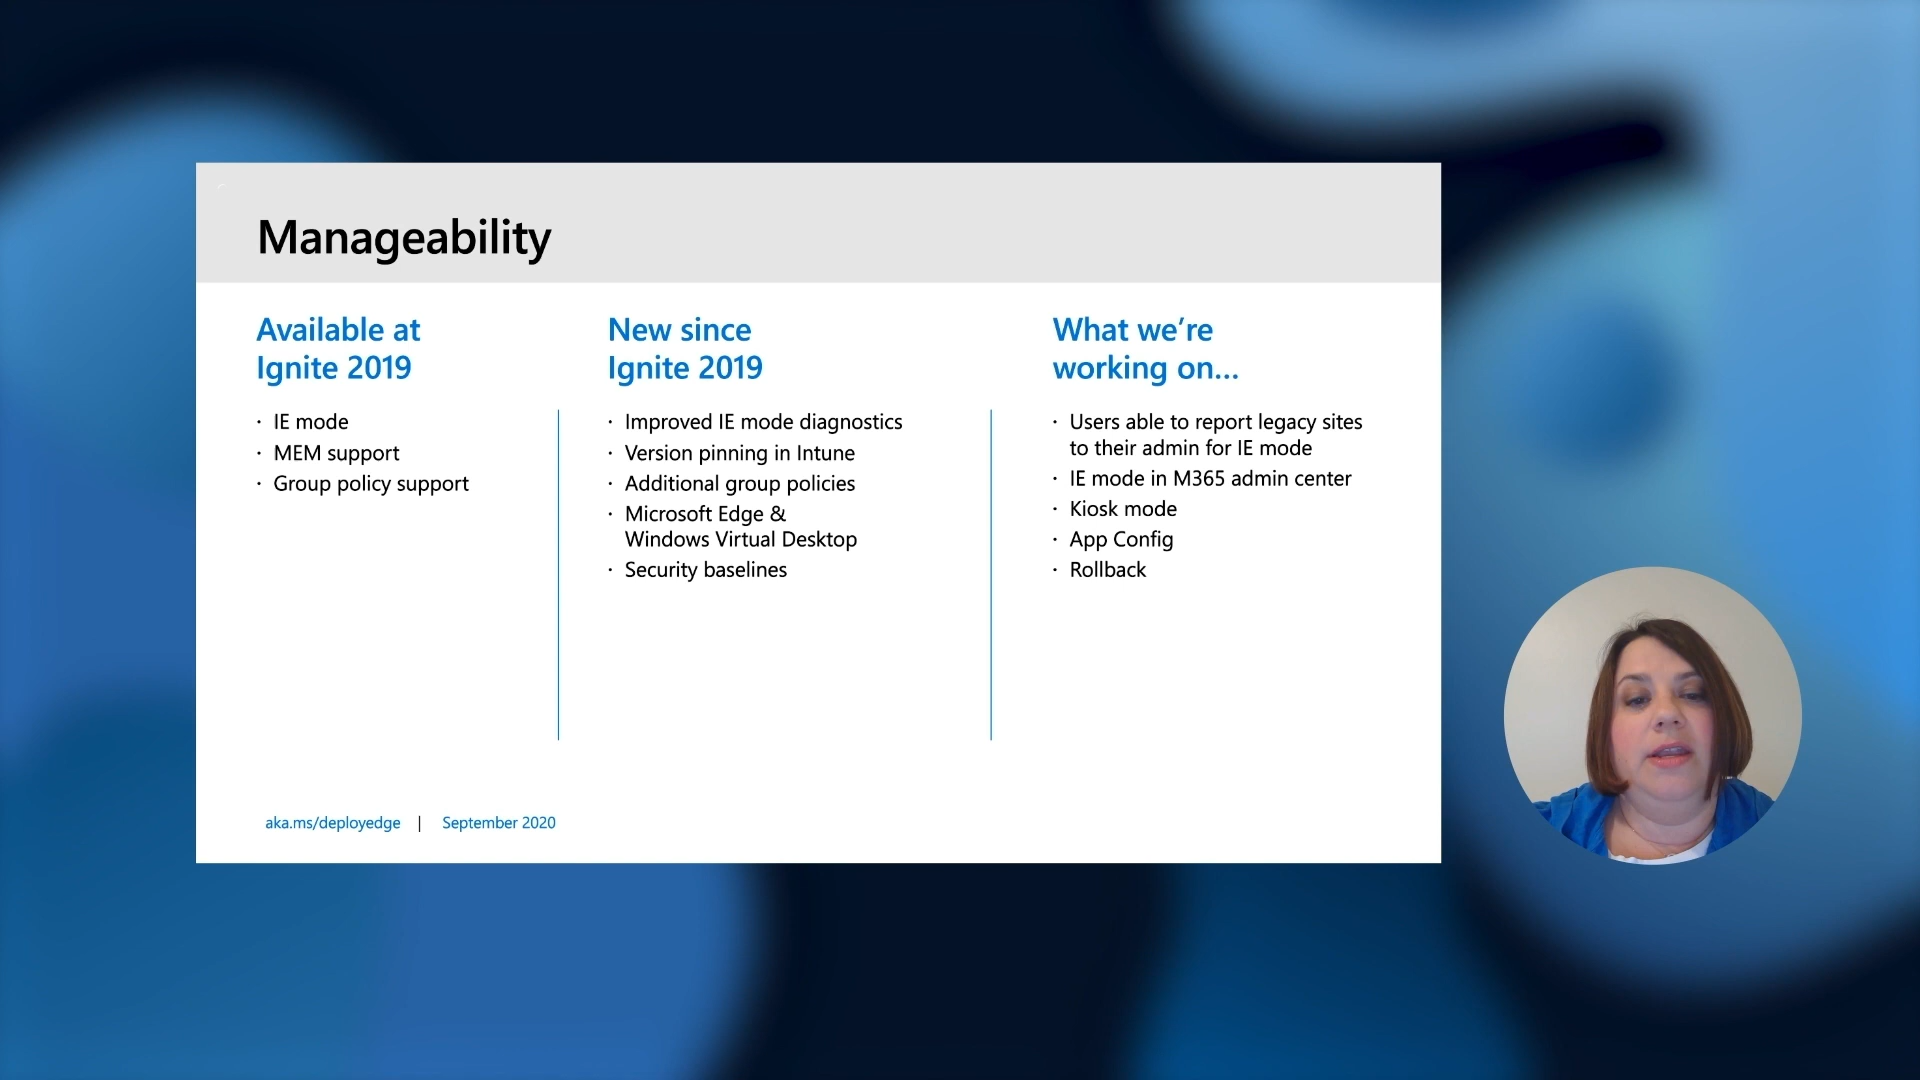 Manageability
Available at
Ignite 2019
· IE mode
· MEM support
· Group policy support
New since
Ignite 2019
· Improved IE mode diagnostics
· Version pinning in Intune
· Additional group policies
· Microsoft Edge &
Windows Virtual Desktop
· Security baselines
What we’re
working on...
· Users able to report legacy sites
to their admin for IE mode
· IE mode in M365 admin center
· Kiosk mode
· App Config
· Rollback
aka.ms/deployedge | September 2020